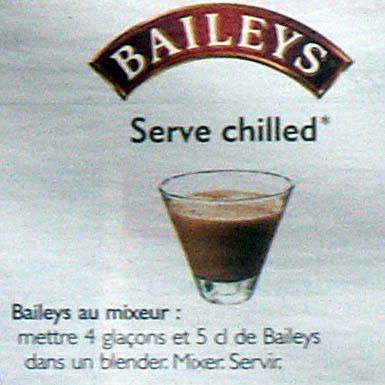 BAILEYS
Serve chilled*
Baileys au mixeur :
mettre 4 glaçons et 5 cl de Baileys
dans un blender. Mixer. Servir.